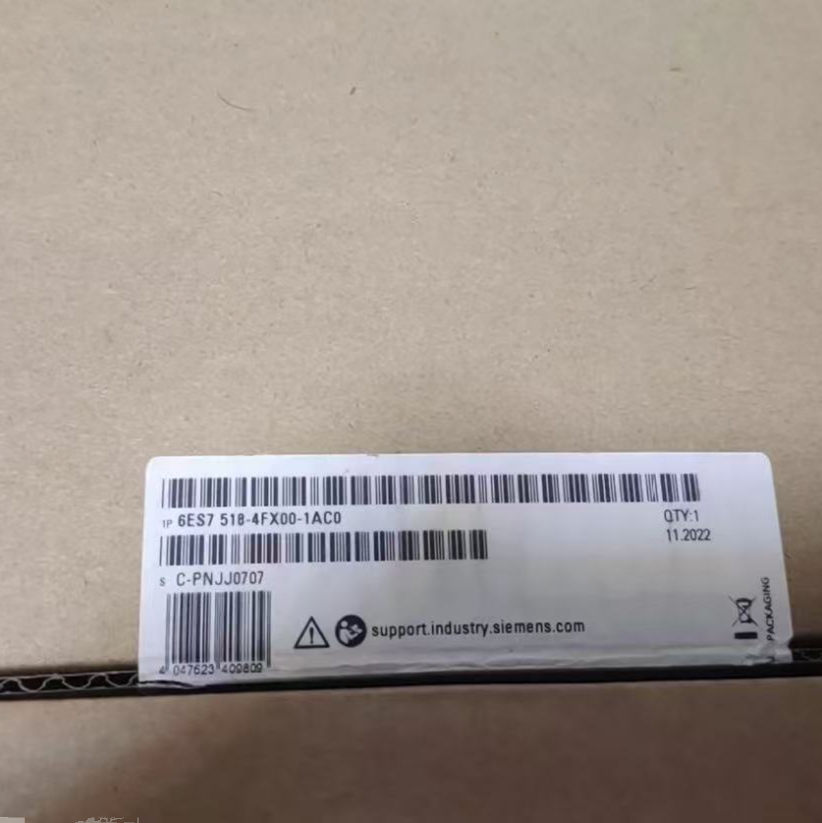 1P 6ES7 518-4FX00-1AC0
QTY:1
11.2022
S C-PNJJ0707
support.industry.siemens.com
PACKAGING
4 047623 409809